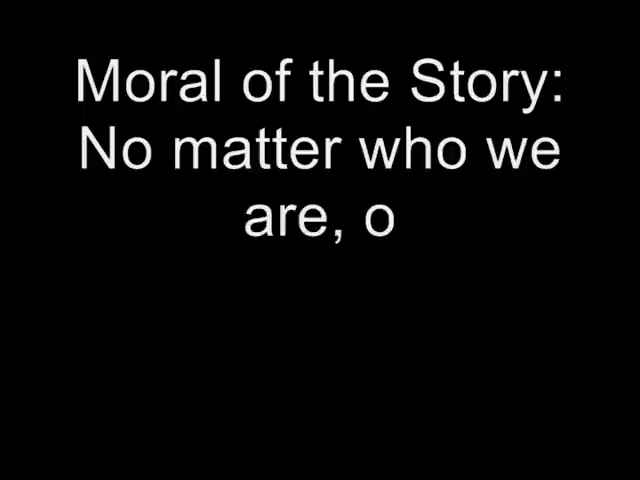 Moral of the Story:
No matter who we
are, o